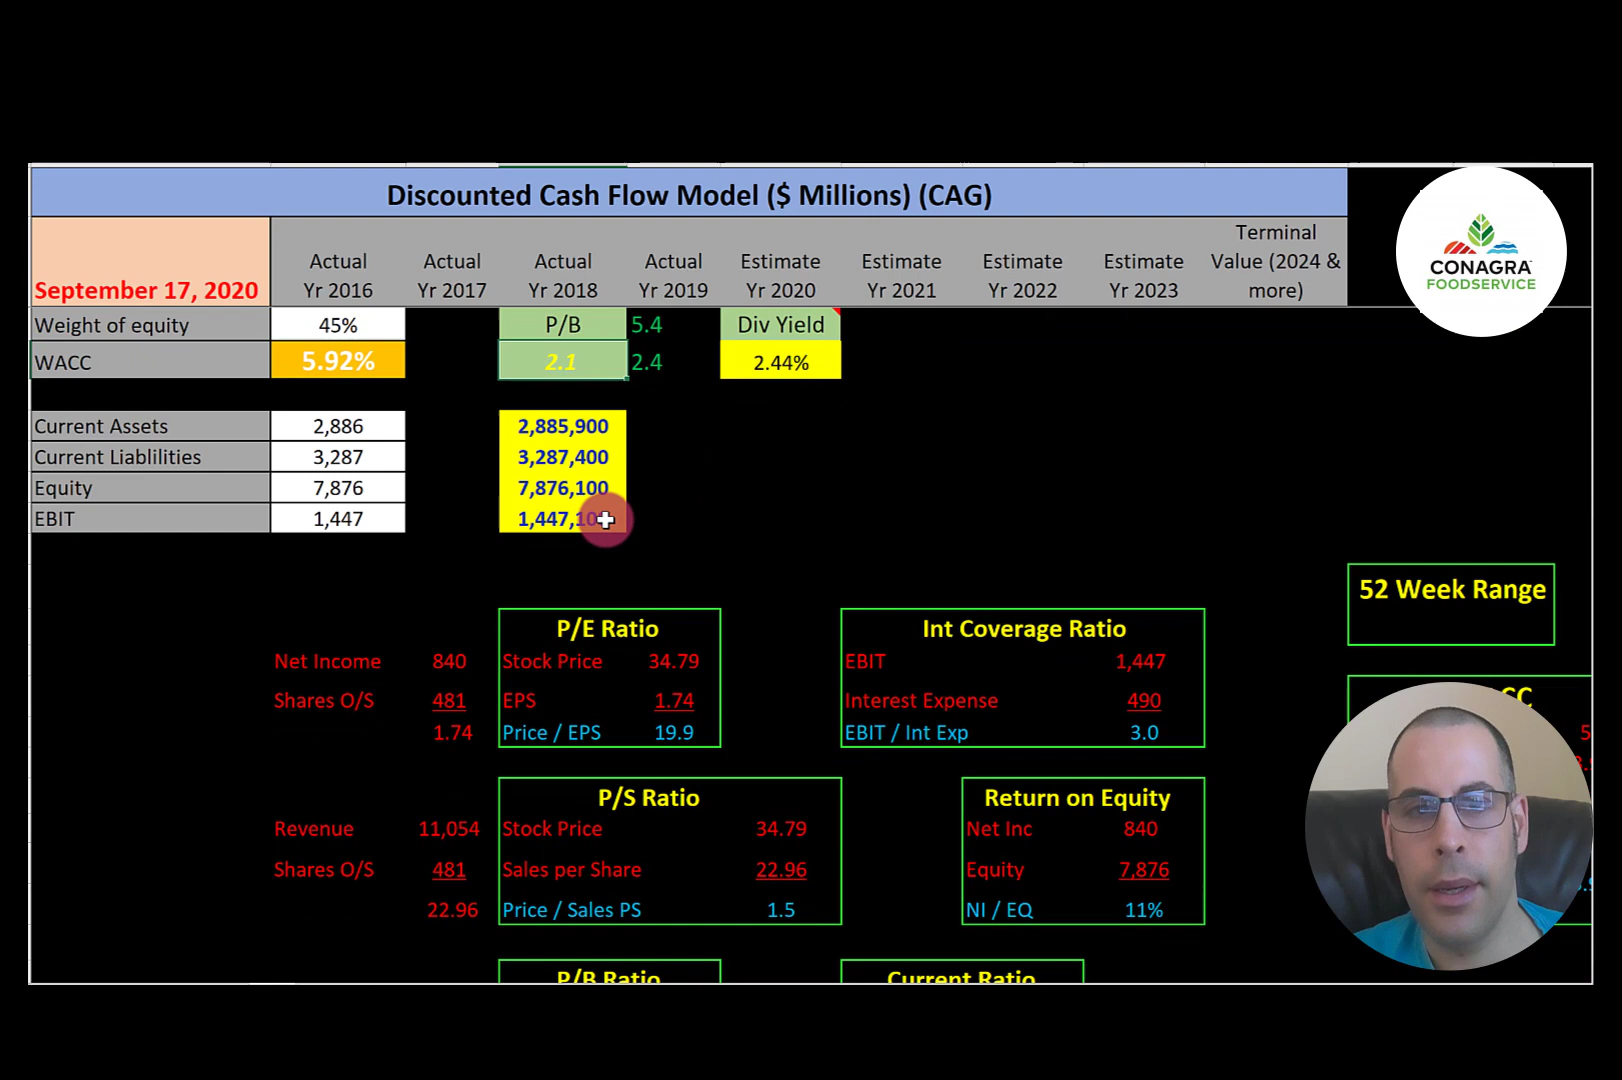 Discounted Cash Flow Model ($ Millions) (CAG)
September 17, 2020
Actual Yr 2016
Actual Yr 2017
Actual Yr 2018
Actual Yr 2019
Estimate Yr 2020
Estimate Yr 2021
Estimate Yr 2022
Estimate Yr 2023
Terminal Value (2024 & more)
CONAGRA
FOODSERVICE
Weight of equity 45% P/B 5.4 Div Yield
WACC 5.92% 2.1 2.4 2.44%
Current Assets 2,886 2,885,900
Current Liablilities 3,287 3,287,400
Equity 7,876 7,876,100
EBIT 1,447
52 Week Range
P/E Ratio
Net Income 840 Stock Price 34.79
Shares O/S 481 EPS 1.74
1.74 Price / EPS 19.9
Int Coverage Ratio
EBIT 1,447
Interest Expense 490
EBIT / Int Exp 3.0
P/S Ratio
Revenue 11,054 Stock Price 34.79
Shares O/S 481 Sales per Share 22.96
22.96 Price / Sales PS 1.5
Return on Equity
Net Inc 840
Equity 7,876
NI / EQ 11%
P/B Ratio
Current Ratio